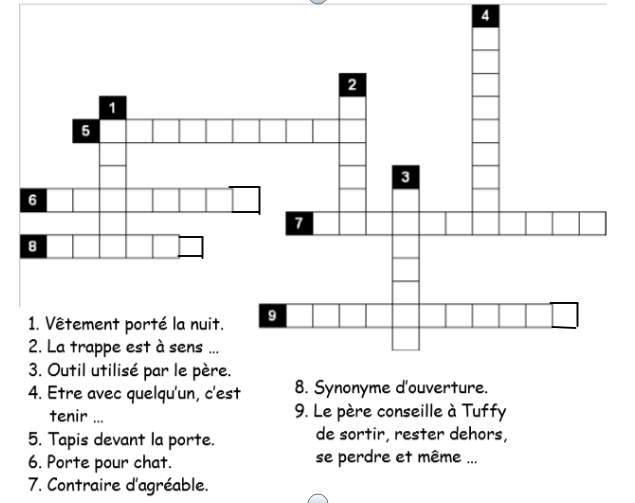 4
2
1
5
3
6
7
8
9
1. Vêtement porté la nuit.
2. La trappe est à sens ...
3. Outil utilisé par le père.
4. Etre avec quelqu'un, c'est
tenir ...
5. Tapis devant la porte.
6. Porte pour chat.
7. Contraire d'agréable.
8. Synonyme d'ouverture.
9. Le père conseille à Tuffy
de sortir, rester dehors,
se perdre et même ...